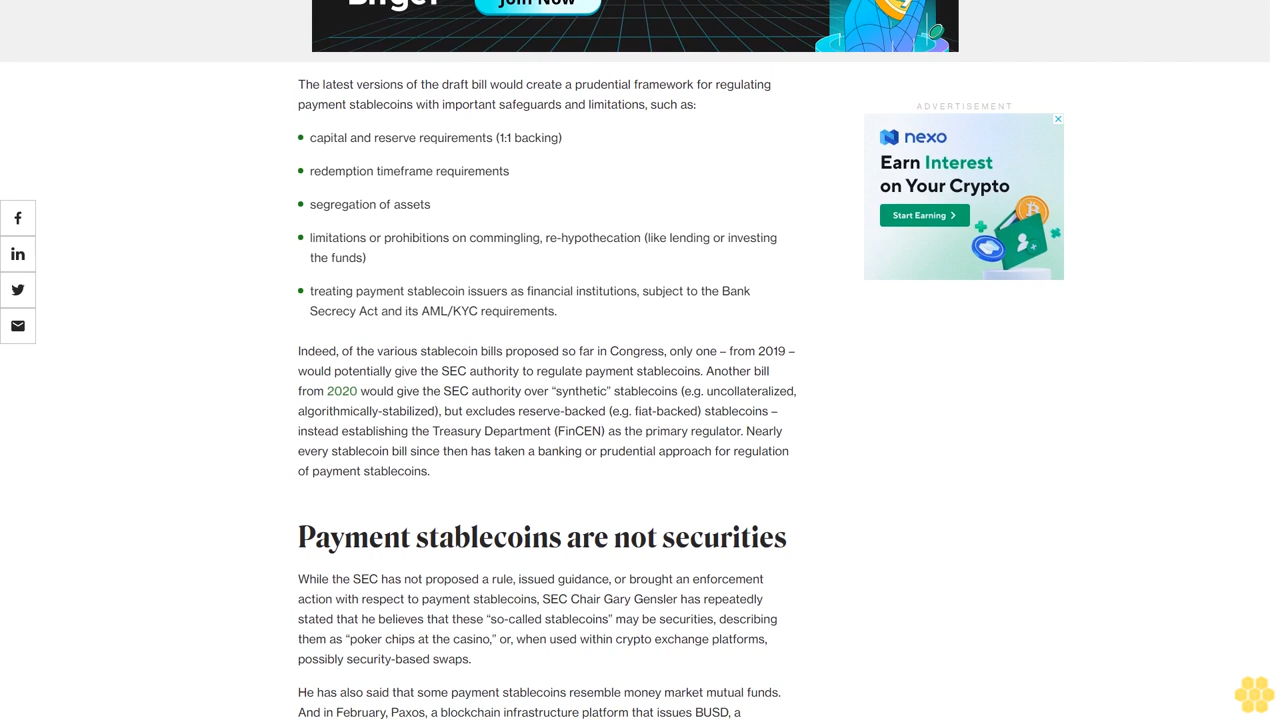 Join Now
The latest versions of the draft bill would create a prudential framework for regulating
payment stablecoins with important safeguards and limitations, such as:
capital and reserve requirements (1:1 backing)
redemption timeframe requirements
segregation of assets
limitations or prohibitions on commingling, re-hypothecation (like lending or investing
the funds)
treating payment stablecoin issuers as financial institutions, subject to the Bank
Secrecy Act and its AML/KYC requirements.
Indeed, of the various stablecoin bills proposed so far in Congress, only one – from 2019 –
would potentially give the SEC authority to regulate payment stablecoins. Another bill
from 2020 would give the SEC authority over “synthetic” stablecoins (e.g. uncollateralized,
algorithmically-stabilized), but excludes reserve-backed (e.g. fiat-backed) stablecoins –
instead establishing the Treasury Department (FinCEN) as the primary regulator. Nearly
every stablecoin bill since then has taken a banking or prudential approach for regulation
of payment stablecoins.
Payment stablecoins are not securities
While the SEC has not proposed a rule, issued guidance, or brought an enforcement
action with respect to payment stablecoins, SEC Chair Gary Gensler has repeatedly
stated that he believes that these “so-called stablecoins” may be securities, describing
them as “poker chips at the casino,” or, when used within crypto exchange platforms,
possibly security-based swaps.
He has also said that some payment stablecoins resemble money market mutual funds.
And in February, Paxos, a blockchain infrastructure platform that issues BUSD, a
ADVERTISEMENT
nexo
Earn Interest
on Your Crypto
Start Earning